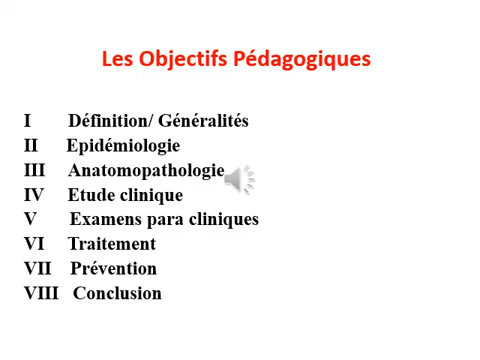 Les Objectifs Pédagogiques
I Définition/ Généralités
II Epidémiologie
III Anatomopathologie
IV Etude clinique
V Examens para cliniques
VI Traitement
VII Prévention
VIII Conclusion